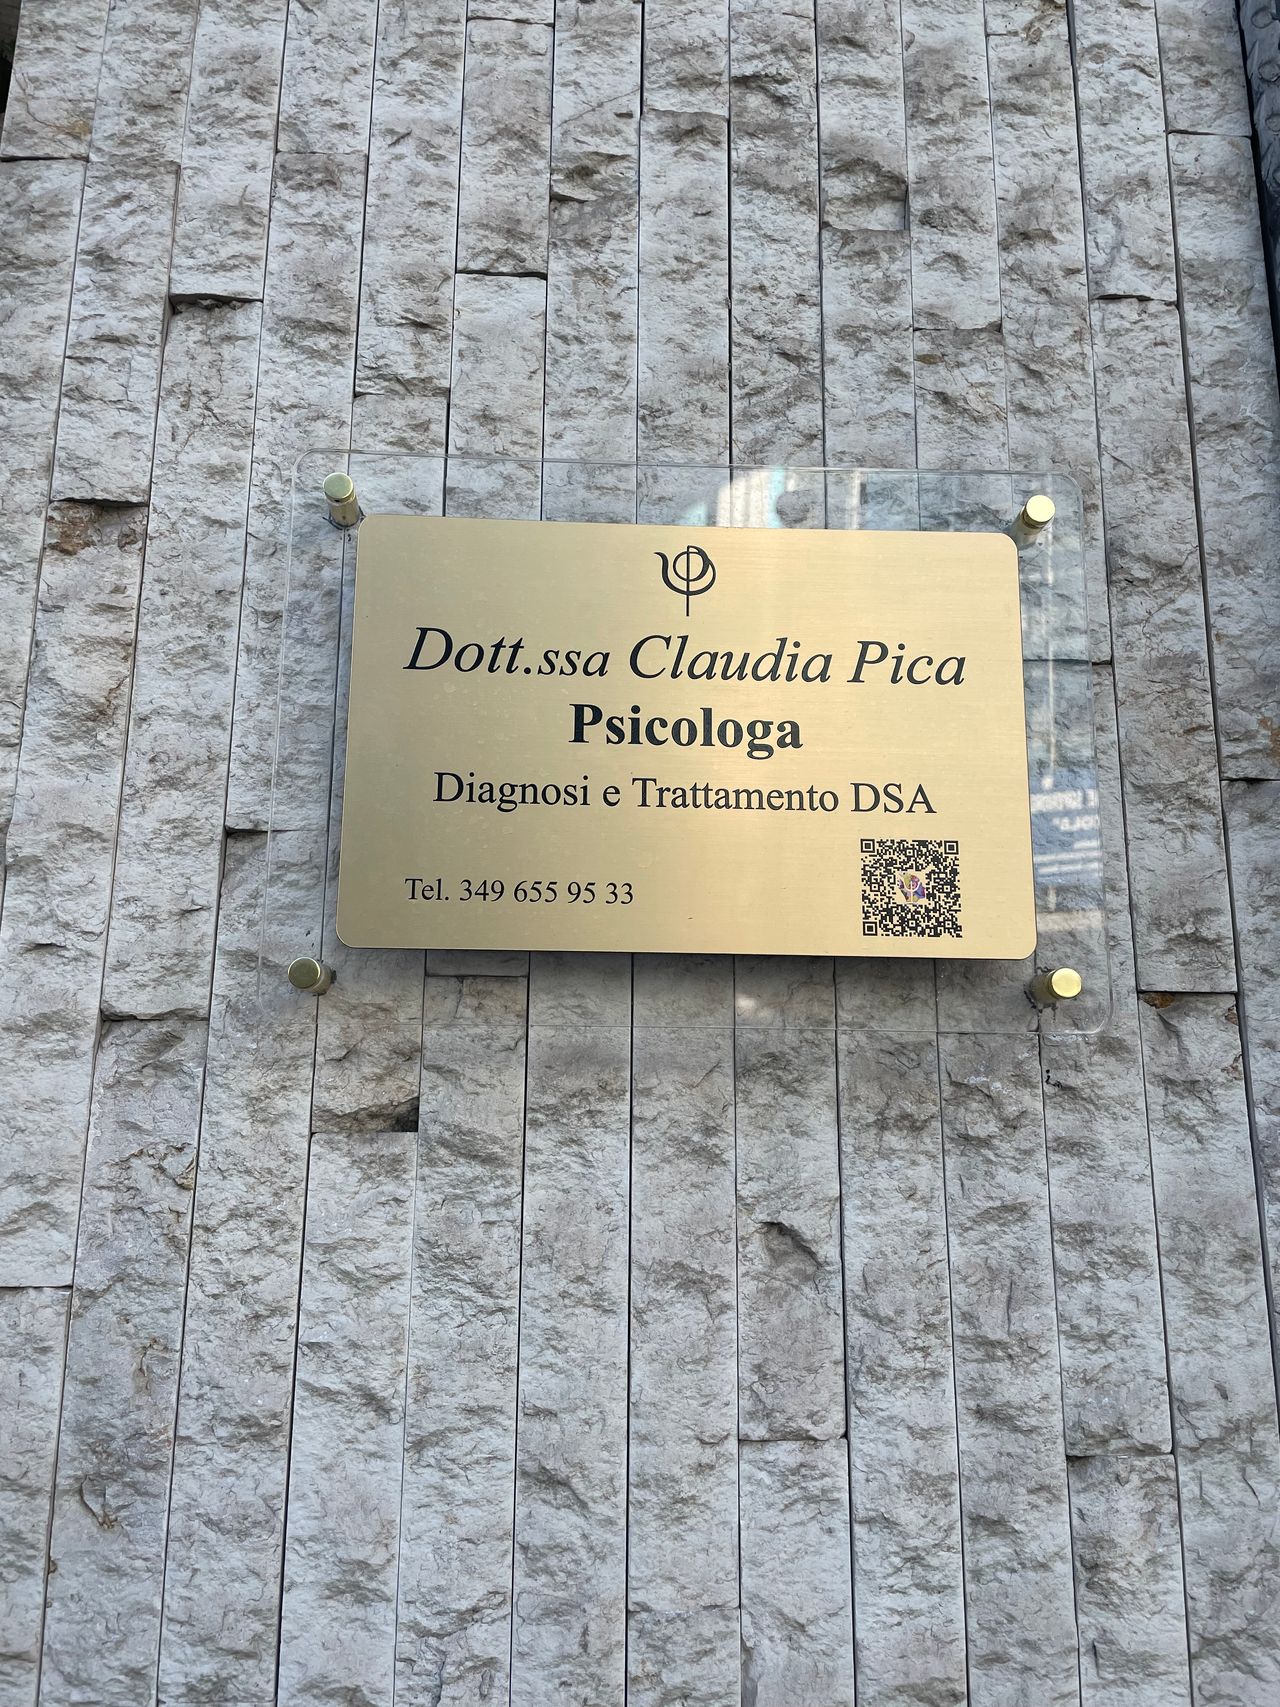 Dott.ssa Claudia Pica
Psicologa
Diagnosi e Trattamento DSA
Tel. 349 655 95 33